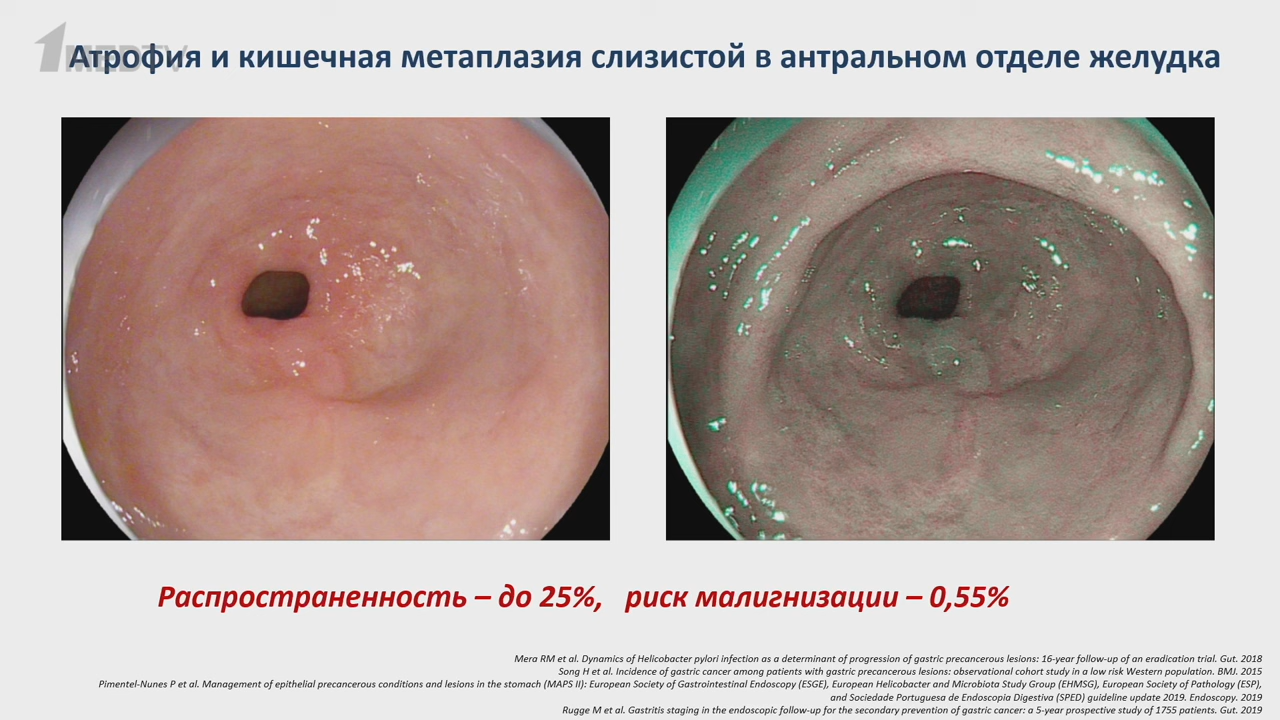 1MEDTV
Атрофия и кишечная метаплазия слизистой в антральном отделе желудка
Распространенность – до 25%, риск малигнизации – 0,55%
Mera RM et al. Dynamics of Helicobacter pylori infection as a determinant of progression of gastric precancerous lesions: 16-year follow-up of an eradication trial. Gut. 2018
Song H et al. Incidence of gastric cancer among patients with gastric precancerous lesions: observational cohort study in a low risk Western population. BMJ. 2015
Pimentel-Nunes P et al. Management of epithelial precancerous conditions and lesions in the stomach (MAPS II): European Society of Gastrointestinal Endoscopy (ESGE), European Helicobacter and Microbiota Study Group (EHMSG), European Society of Pathology (ESP),
and Sociedade Portuguesa de Endoscopia Digestiva (SPED) guideline update 2019. Endoscopy. 2019
Rugge M et al. Gastritis staging in the endoscopic follow-up for the secondary prevention of gastric cancer: a 5-year prospective study of 1755 patients. Gut. 2019